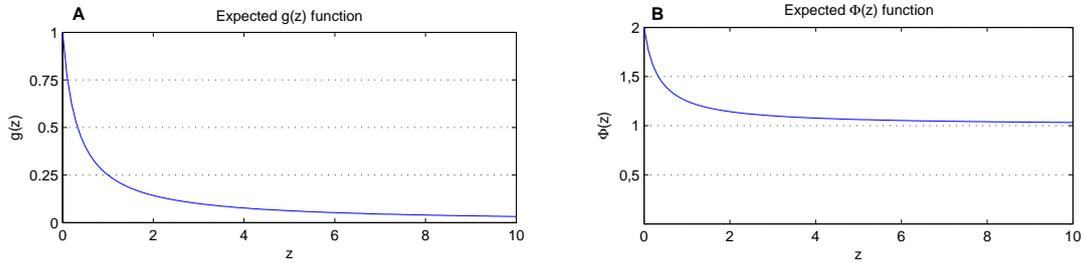 A
Expected g(z) function
1
0.75
0.5
0.25
0
g(z)
0 2 4 6 8 10
z
B
Expected Φ(z) function
2
1,5
1
0,5
Φ(z)
0 2 4 6 8 10
z